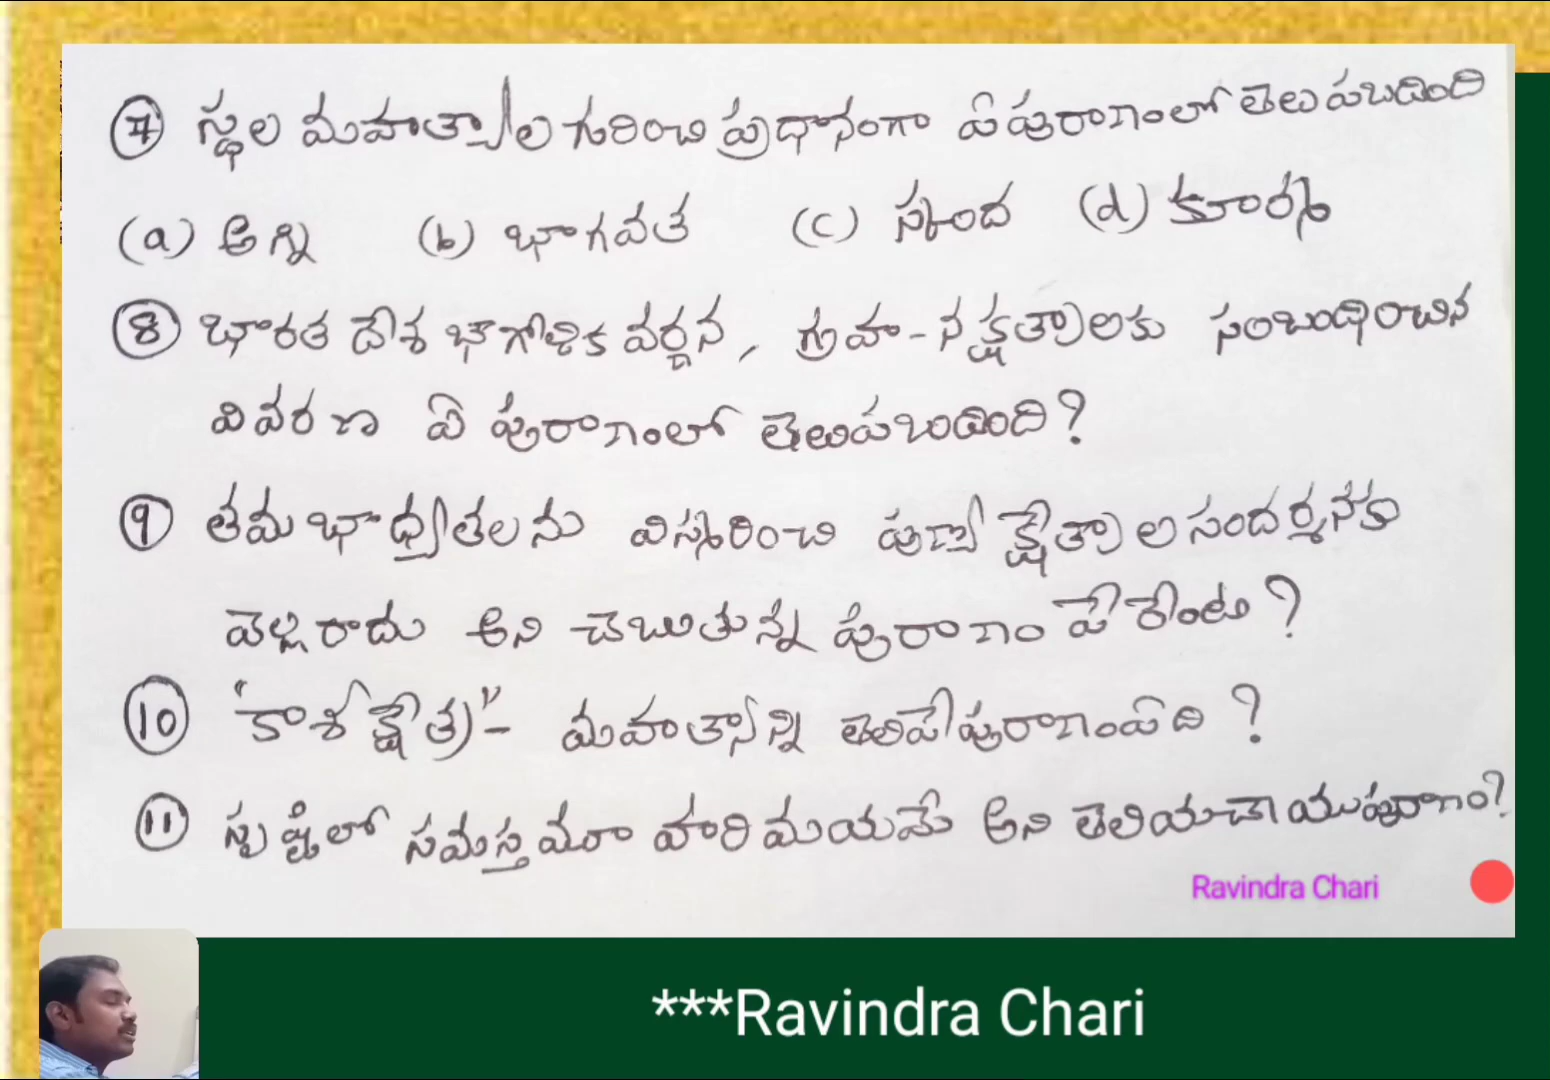 7 స్థల మహాత్యాల గురించి ప్రధానంగా ఏ పురాణంలో తెలుపబడింది
(a) అగ్ని (b) భాగవత (c) స్కంద (d) కూర్మ
8 భారత దేశ భౌగోళిక వర్ణన, గ్రహ-నక్షత్రాలకు సంబంధించిన
వివరణ ఏ పురాణంలో తెలుపబడింది?
9 తమ భాద్యతలను విస్మరించి పుణ్య క్షేత్రాల సందర్శనకు
వెళ్లరాదు అని చెబుతున్న పురాణం పేరేంటి?
10 "కాశీక్షేత్ర"- మహాత్యాన్ని తెలిపే పురాణం ఏది?
11 సృష్టిలో సమస్తమూ హరిమయమే అని తెలియచేయు పురాణం?
Ravindra Chari
***Ravindra Chari